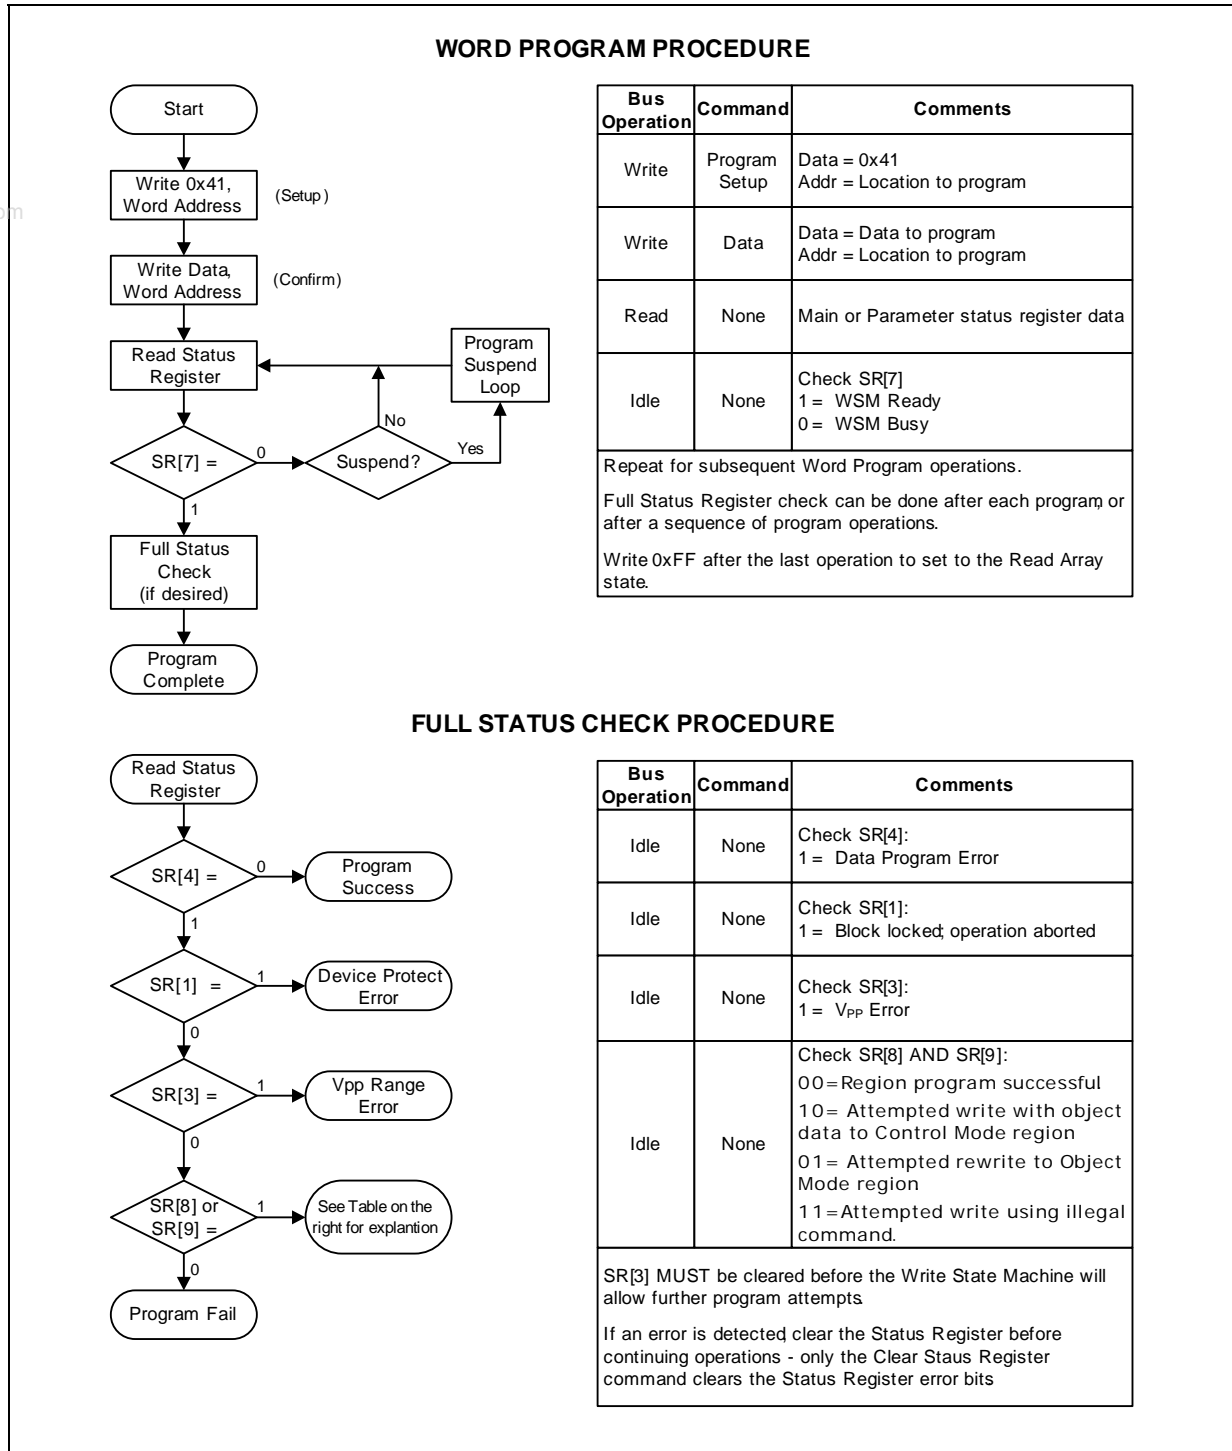 WORD PROGRAM PROCEDURE
Start
Write 0x41,
Word Address
(Setup)
Write Data,
Word Address
(Confirm)
Read Status
Register
Program
Suspend
Loop
No
SR[7] =
0
Suspend?
Yes
1
Full Status
Check
(if desired)
Program
Complete
Bus
Operation
Command
Comments
Write
Program
Setup
Data = 0x41
Addr = Location to program
Write
Data
Data = Data to program
Addr = Location to program
Read
None
Main or Parameter status register data
Idle
None
Check SR[7]
1 = WSM Ready
0 = WSM Busy
Repeat for subsequent Word Program operations.
Full Status Register check can be done after each program, or
after a sequence of program operations.
Write 0xFF after the last operation to set to the Read Array
state.
FULL STATUS CHECK PROCEDURE
Read Status
Register
SR[4] =
0
Program
Success
1
SR[1] =
1
Device Protect
Error
0
SR[3] =
1
Vpp Range
Error
0
SR[8] or
SR[9] =
1
See Table on the
right for explantion
0
Program Fail
Bus
Operation
Command
Comments
Idle
None
Check SR[4]:
1 = Data Program Error
Idle
None
Check SR[1]:
1 = Block locked; operation aborted
Idle
None
Check SR[3]:
1 = VPP Error
Idle
None
Check SR[8] AND SR[9]:
00=Region program successful
10= Attempted write with object
data to Control Mode region
01= Attempted rewrite to Object
Mode region
11=Attempted write using illegal
command.
SR[3] MUST be cleared before the Write State Machine will
allow further program attempts.
If an error is detected, clear the Status Register before
continuing operations - only the Clear Staus Register
command clears the Status Register error bits